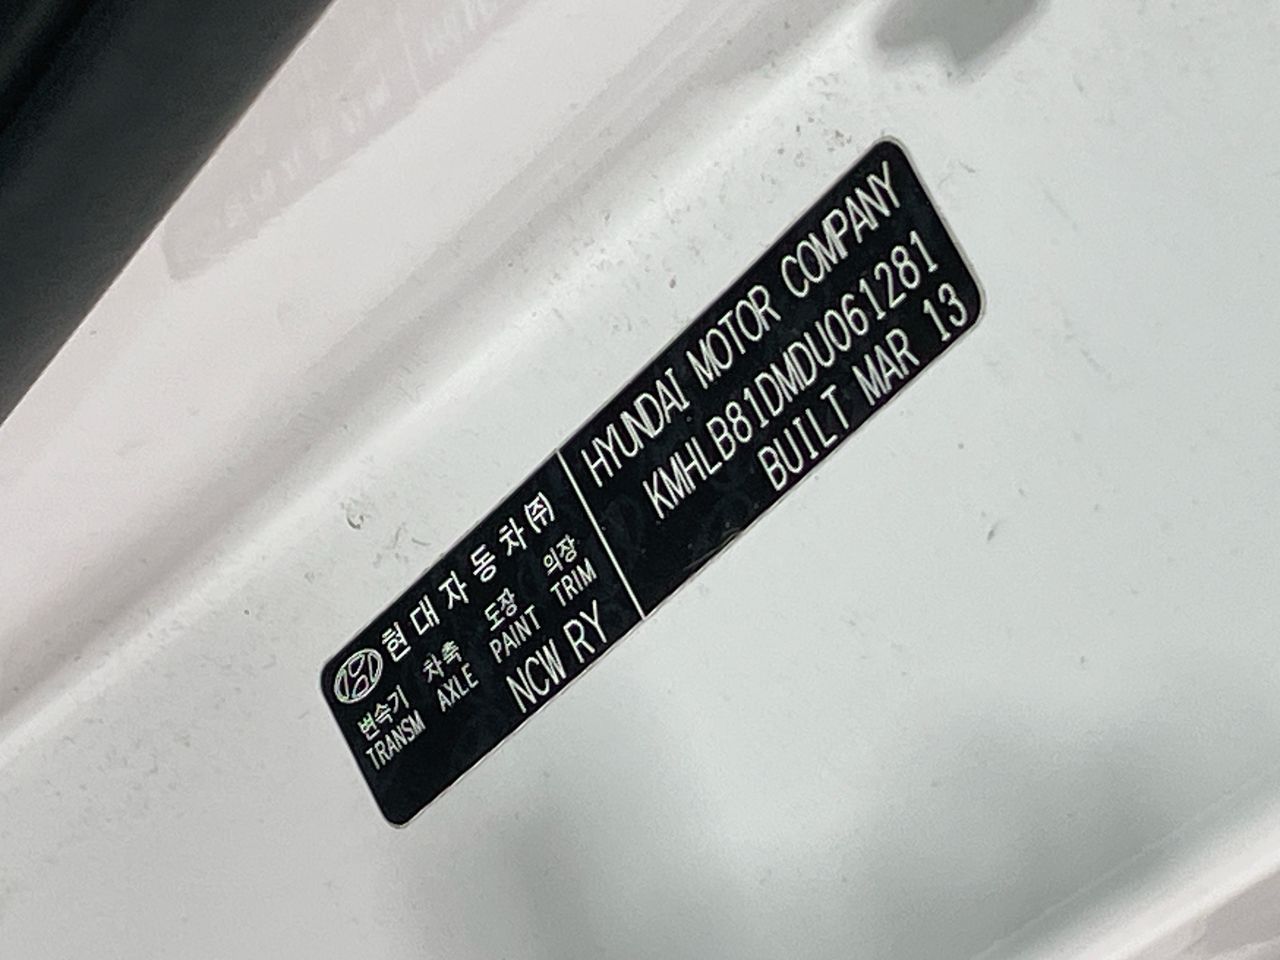 현대자동차(주)
변속기 차축 도장 의장
TRANSM AXLE PAINT TRIM
NCW RY
HYUNDAI MOTOR COMPANY
KMHLB81DMDU061281
BUILT MAR 13